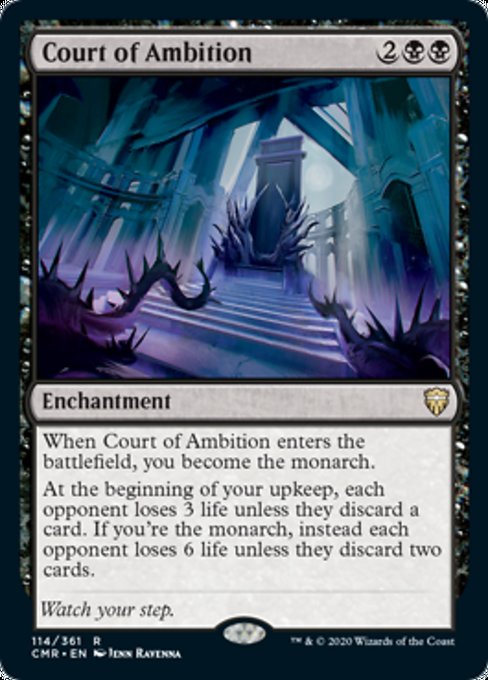 Court of Ambition 2
Enchantment
When Court of Ambition enters the
battlefield, you become the monarch.
At the beginning of your upkeep, each
opponent loses 3 life unless they discard a
card. If you're the monarch, instead each
opponent loses 6 life unless they discard two
cards.
Watch your step.
114/361 R
CMR • EN Jenn Ravenna
™ & © 2020 Wizards of the Coast